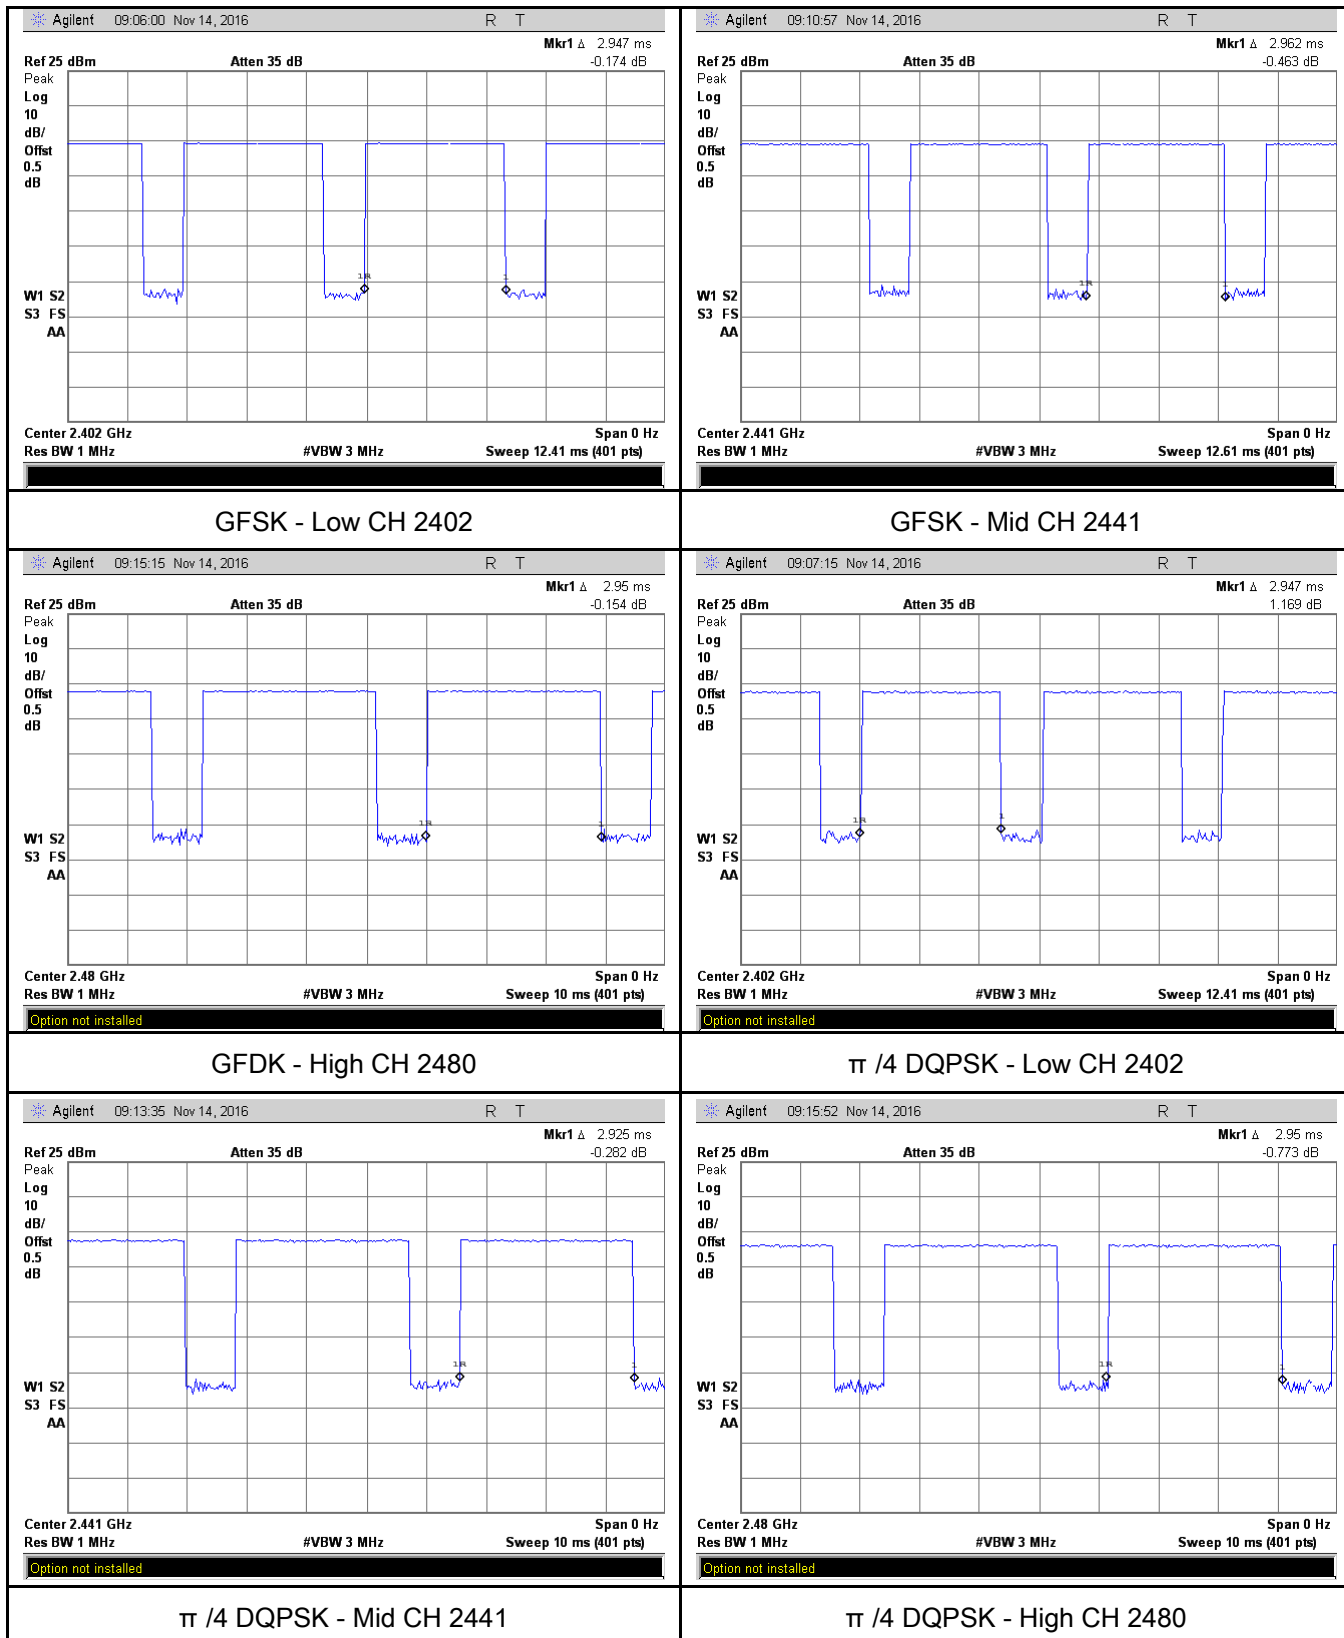 Agilent 09:06:00 Nov 14, 2016 R T
Mkr1 Δ 2.947 ms
Ref 25 dBm Atten 35 dB -0.174 dB
Peak
Log
10
dB/
Offst
0.5
dB
1R
1
W1 S2
S3 FS
AA
Center 2.402 GHz Span 0 Hz
Res BW 1 MHz #VBW 3 MHz Sweep 12.41 ms (401 pts)
GFSK - Low CH 2402
Agilent 09:10:57 Nov 14, 2016 R T
Mkr1 Δ 2.962 ms
Ref 25 dBm Atten 35 dB -0.463 dB
Peak
Log
10
dB/
Offst
0.5
dB
1R
1
W1 S2
S3 FS
AA
Center 2.441 GHz Span 0 Hz
Res BW 1 MHz #VBW 3 MHz Sweep 12.61 ms (401 pts)
GFSK - Mid CH 2441
Agilent 09:15:15 Nov 14, 2016 R T
Mkr1 Δ 2.95 ms
Ref 25 dBm Atten 35 dB -0.154 dB
Peak
Log
10
dB/
Offst
0.5
dB
1R
1
W1 S2
S3 FS
AA
Center 2.48 GHz Span 0 Hz
Res BW 1 MHz #VBW 3 MHz Sweep 10 ms (401 pts)
Option not installed
GFDK - High CH 2480
Agilent 09:07:15 Nov 14, 2016 R T
Mkr1 Δ 2.947 ms
Ref 25 dBm Atten 35 dB 1.169 dB
Peak
Log
10
dB/
Offst
0.5
dB
1R
1
W1 S2
S3 FS
AA
Center 2.402 GHz Span 0 Hz
Res BW 1 MHz #VBW 3 MHz Sweep 12.41 ms (401 pts)
Option not installed
π /4 DQPSK - Low CH 2402
Agilent 09:13:35 Nov 14, 2016 R T
Mkr1 Δ 2.925 ms
Ref 25 dBm Atten 35 dB -0.282 dB
Peak
Log
10
dB/
Offst
0.5
dB
1R
1
W1 S2
S3 FS
AA
Center 2.441 GHz Span 0 Hz
Res BW 1 MHz #VBW 3 MHz Sweep 10 ms (401 pts)
Option not installed
π /4 DQPSK - Mid CH 2441
Agilent 09:15:52 Nov 14, 2016 R T
Mkr1 Δ 2.95 ms
Ref 25 dBm Atten 35 dB -0.773 dB
Peak
Log
10
dB/
Offst
0.5
dB
1R
1
W1 S2
S3 FS
AA
Center 2.48 GHz Span 0 Hz
Res BW 1 MHz #VBW 3 MHz Sweep 10 ms (401 pts)
Option not installed
π /4 DQPSK - High CH 2480